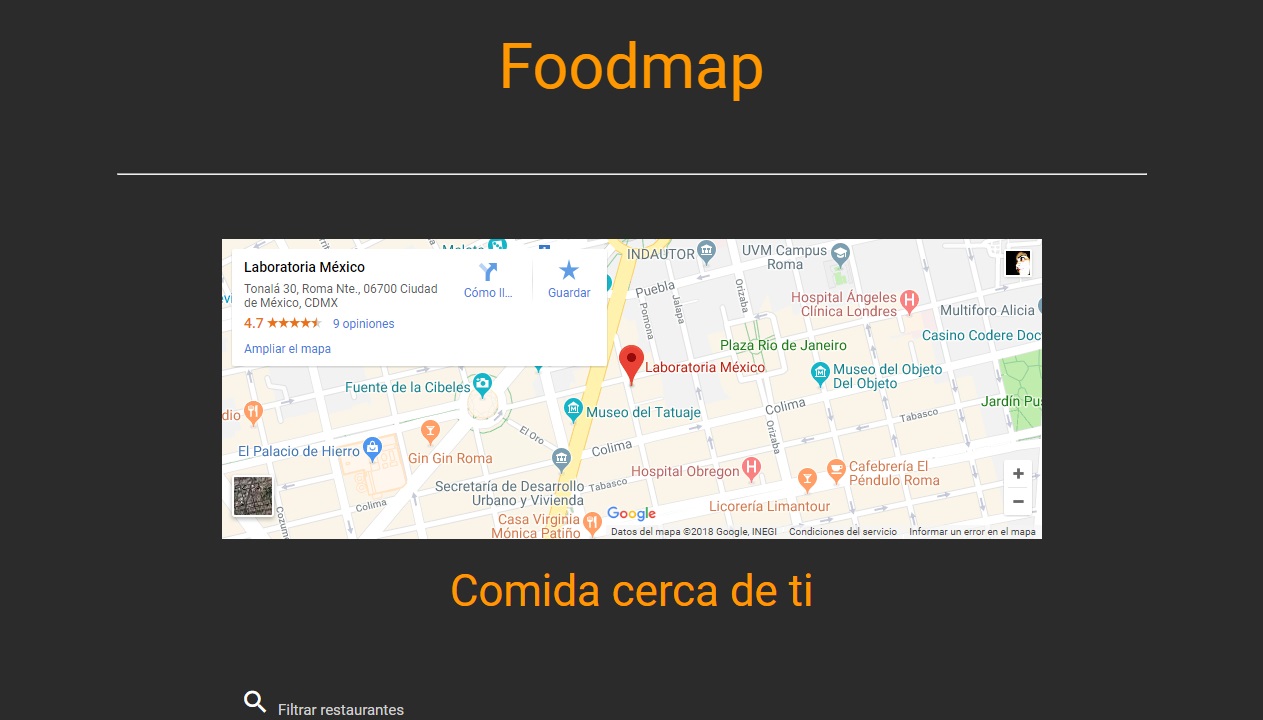 Foodmap
Laboratoria México
Tonalá 30, Roma Nte., 06700 Ciudad
de México, CDMX
4.7
9 opiniones
Ampliar el mapa
Cómo ll...
Guardar
INDAUTOR
UVM Campus
Roma
Puebla
Pomona
Jalapa
Orizaba
Hospital Ángeles
Clínica Londres
Multiforo Alicia
Casino Codere Doc
Plaza Río de Janeiro
Laboratoria México
Museo del Objeto
Del Objeto
Fuente de la Cibeles
Museo del Tatuaje
Colima
Orizaba
Tabasco
Jardín Pus
dio
El Palacio de Hierro
Gin Gin Roma
El Oro
Colima
Hospital Obregon
Cafebrería El
Péndulo Roma
Secretaría de Desarrollo
Urbano y Vivienda
Tabasco
Colima
Licorería Limantour
Casa Virginia
Mónica Patiño
Google
Datos del mapa ©2018 Google, INEGI
Condiciones del servicio
Informar un error en el mapa
Comida cerca de ti
Filtrar restaurantes